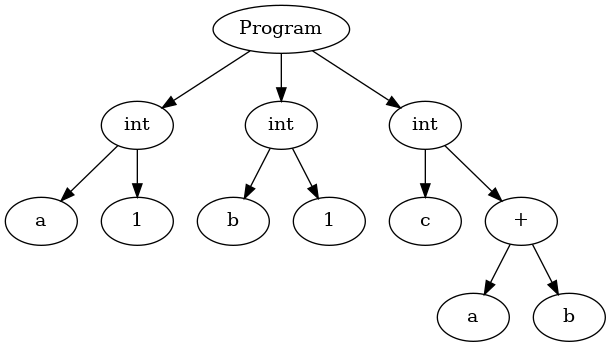 Program
int int int
a 1 b 1 c +
a b